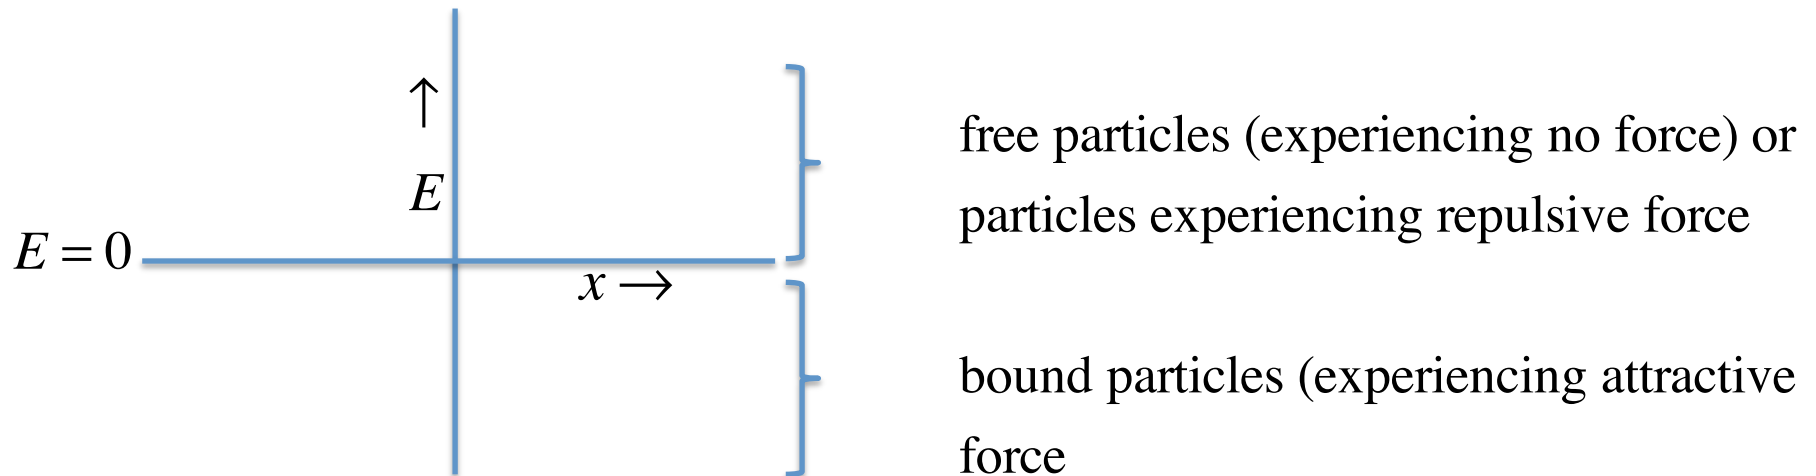 ↑
E
E = 0
x →
free particles (experiencing no force) or
particles experiencing repulsive force
bound particles (experiencing attractive
force